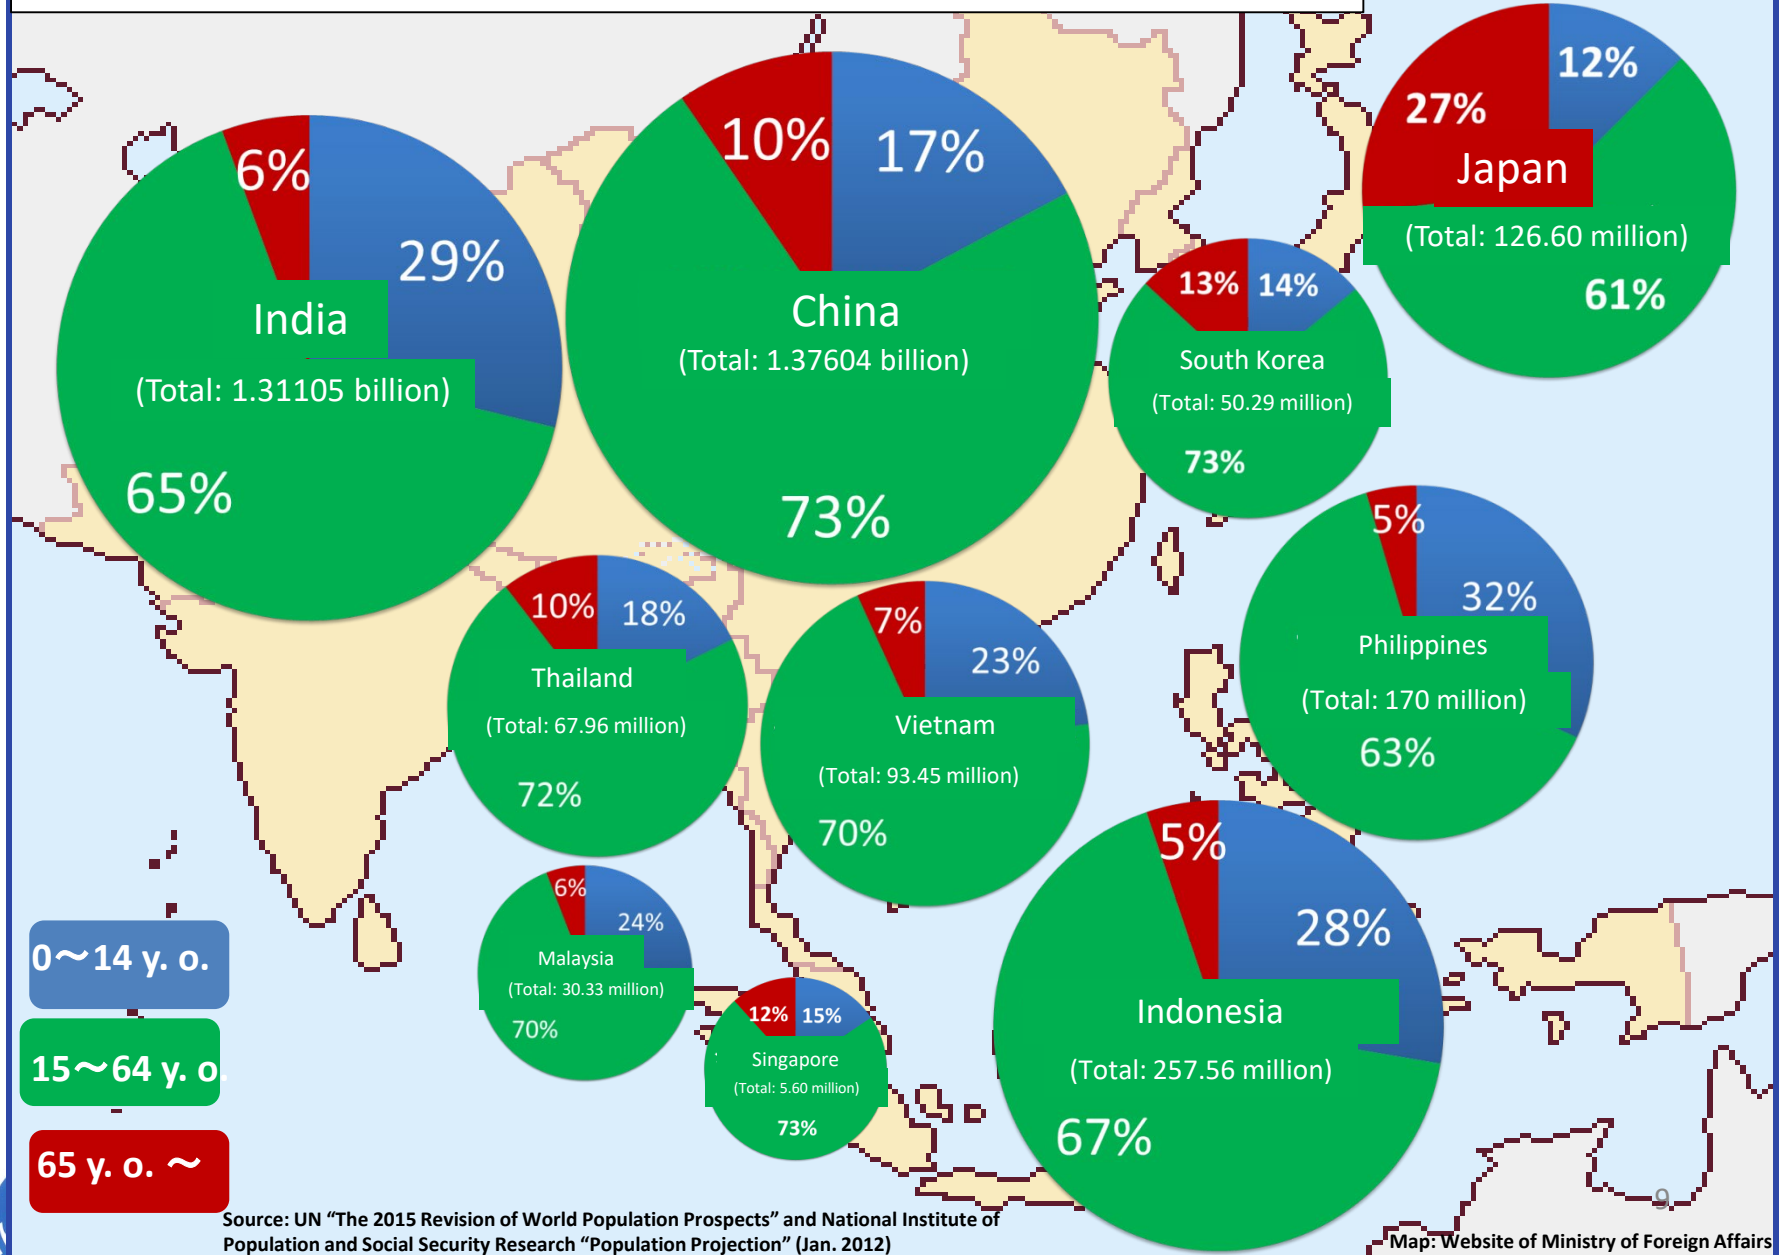 12%
27%
Japan
(Total: 126.60 million)
61%
10%
17%
China
(Total: 1.37604 billion)
73%
6%
29%
India
(Total: 1.31105 billion)
65%
13%
14%
South Korea
(Total: 50.29 million)
73%
5%
32%
Philippines
(Total: 170 million)
63%
10%
18%
Thailand
(Total: 67.96 million)
72%
7%
23%
Vietnam
(Total: 93.45 million)
70%
5%
28%
Indonesia
(Total: 257.56 million)
67%
6%
24%
Malaysia
(Total: 30.33 million)
70%
12%
15%
Singapore
(Total: 5.60 million)
73%
0～14 y. o.
15～64 y. o.
65 y. o. ～
9
Source: UN “The 2015 Revision of World Population Prospects” and National Institute of
Population and Social Security Research “Population Projection” (Jan. 2012)
Map: Website of Ministry of Foreign Affairs